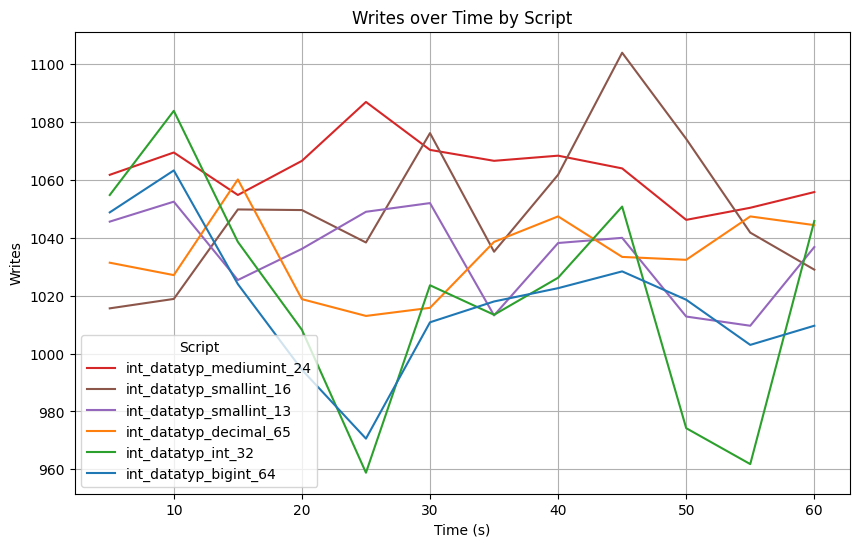 Writes over Time by Script
Writes
1100
1080
1060
1040
1020
1000
980
960
Script
int_datatyp_mediumint_24
int_datatyp_smallint_16
int_datatyp_smallint_13
int_datatyp_decimal_65
int_datatyp_int_32
int_datatyp_bigint_64
10 20 30 40 50 60
Time (s)